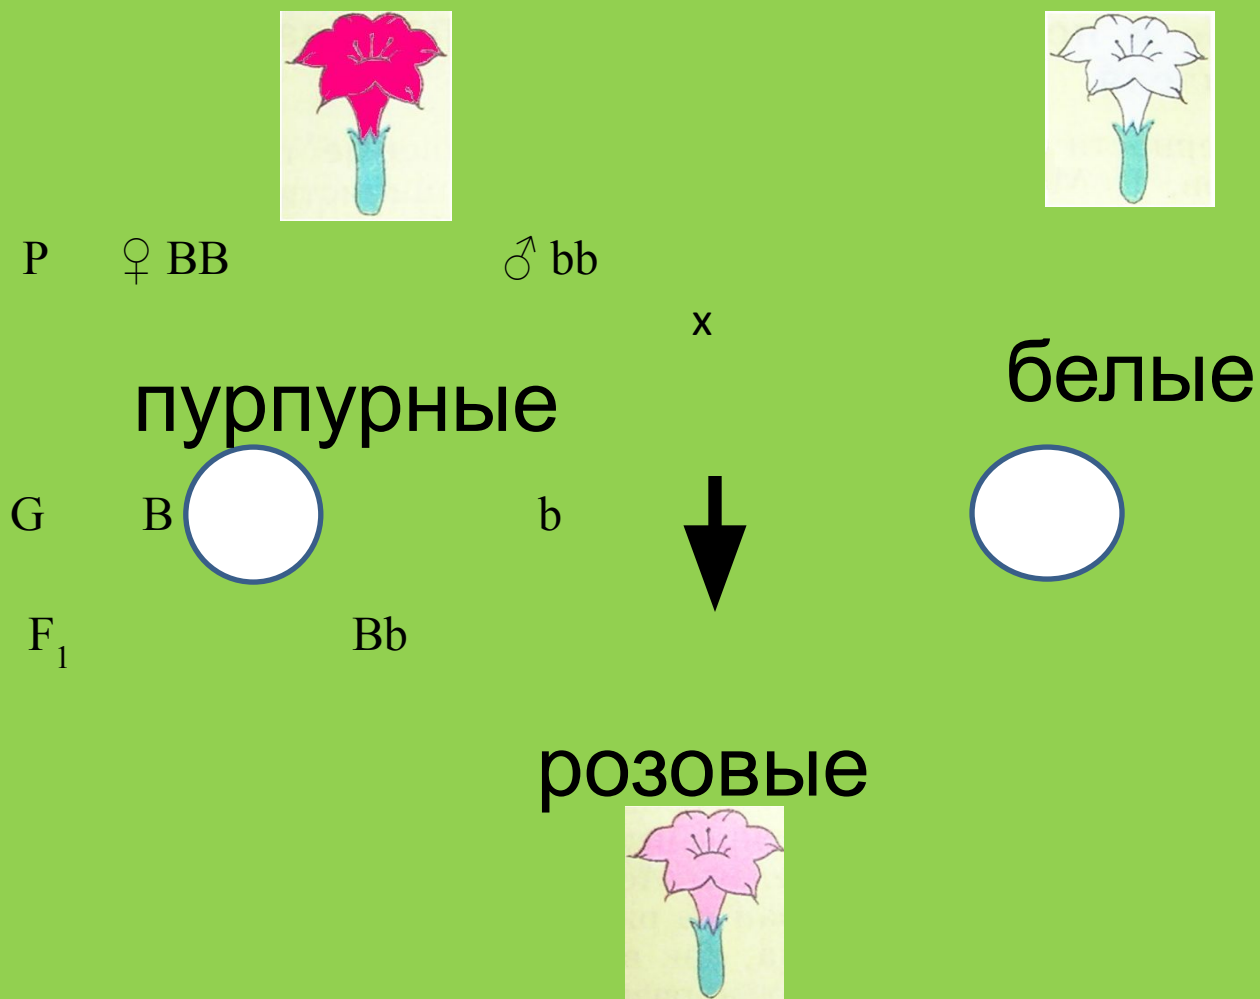 P ♀ BB ♂ bb
х
белые
пурпурные
G B b
F1 Bb
розовые